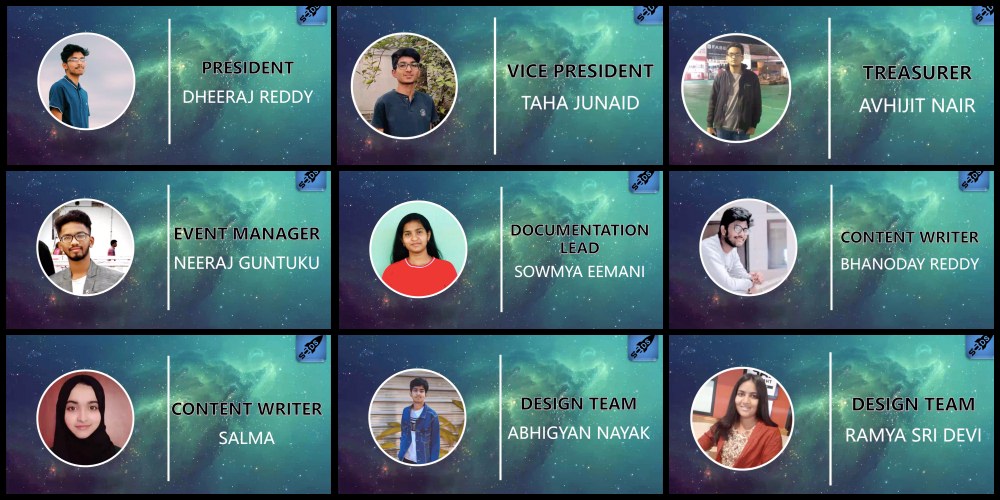 PRESIDENT
DHEERAJ REDDY
VICE PRESIDENT
TAHA JUNAID
TREASURER
AVHIJIT NAIR
EVENT MANAGER
NEERAJ GUNTUKU
DOCUMENTATION
LEAD
SOWMYA EEMANI
CONTENT WRITER
BHANODAY REDDY
CONTENT WRITER
SALMA
DESIGN TEAM
ABHIGYAN NAYAK
DESIGN TEAM
RAMYA SRI DEVI